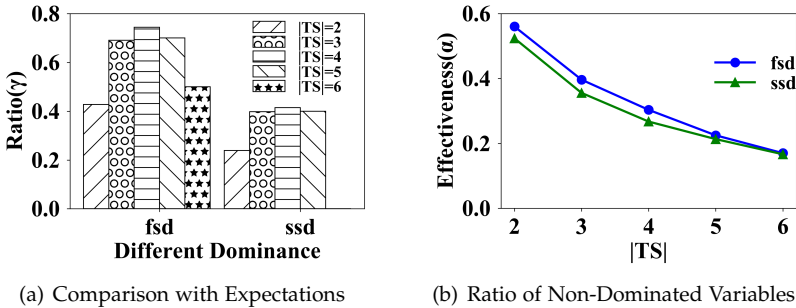 0.8
0.6
0.4
0.2
0.0
Ratio(γ)
|TS|=2
|TS|=3
|TS|=4
|TS|=5
|TS|=6
fsd
ssd
Different Dominance
(a) Comparison with Expectations
0.6
0.4
0.2
0.0
Effectiveness(α)
fsd
ssd
2 3 4 5 6
|TS|
(b) Ratio of Non-Dominated Variables